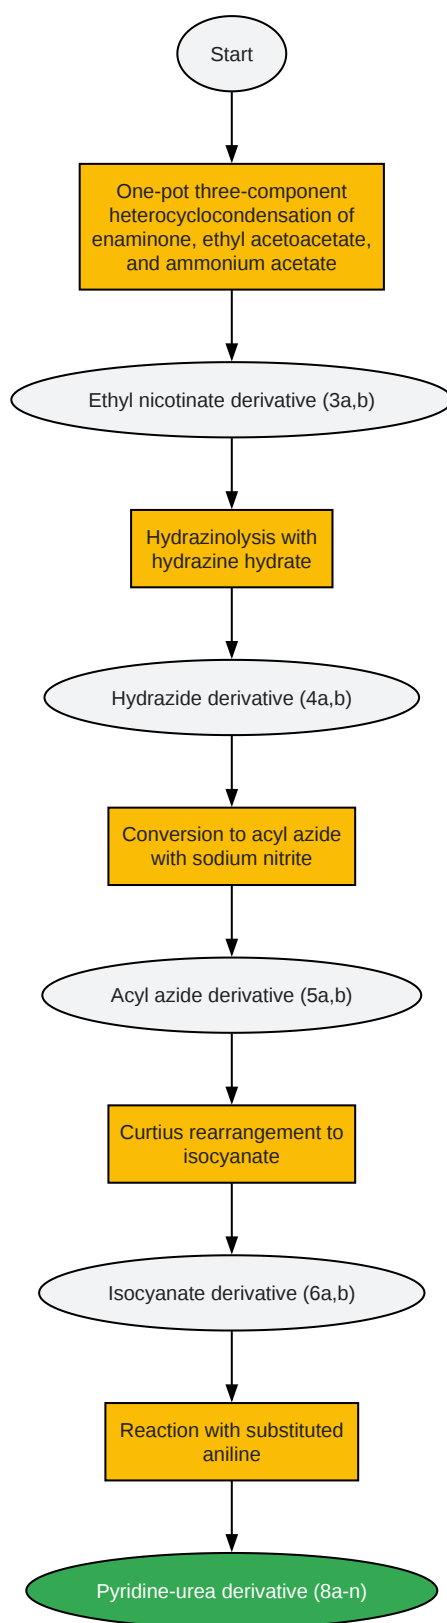 Start
One-pot three-component
heterocyclocondensation of
enaminone, ethyl acetoacetate,
and ammonium acetate
Ethyl nicotinate derivative (3a,b)
Hydrazinolysis with
hydrazine hydrate
Hydrazide derivative (4a,b)
Conversion to acyl azide
with sodium nitrite
Acyl azide derivative (5a,b)
Curtius rearrangement to
isocyanate
Isocyanate derivative (6a,b)
Reaction with substituted
aniline
Pyridine-urea derivative (8a-n)